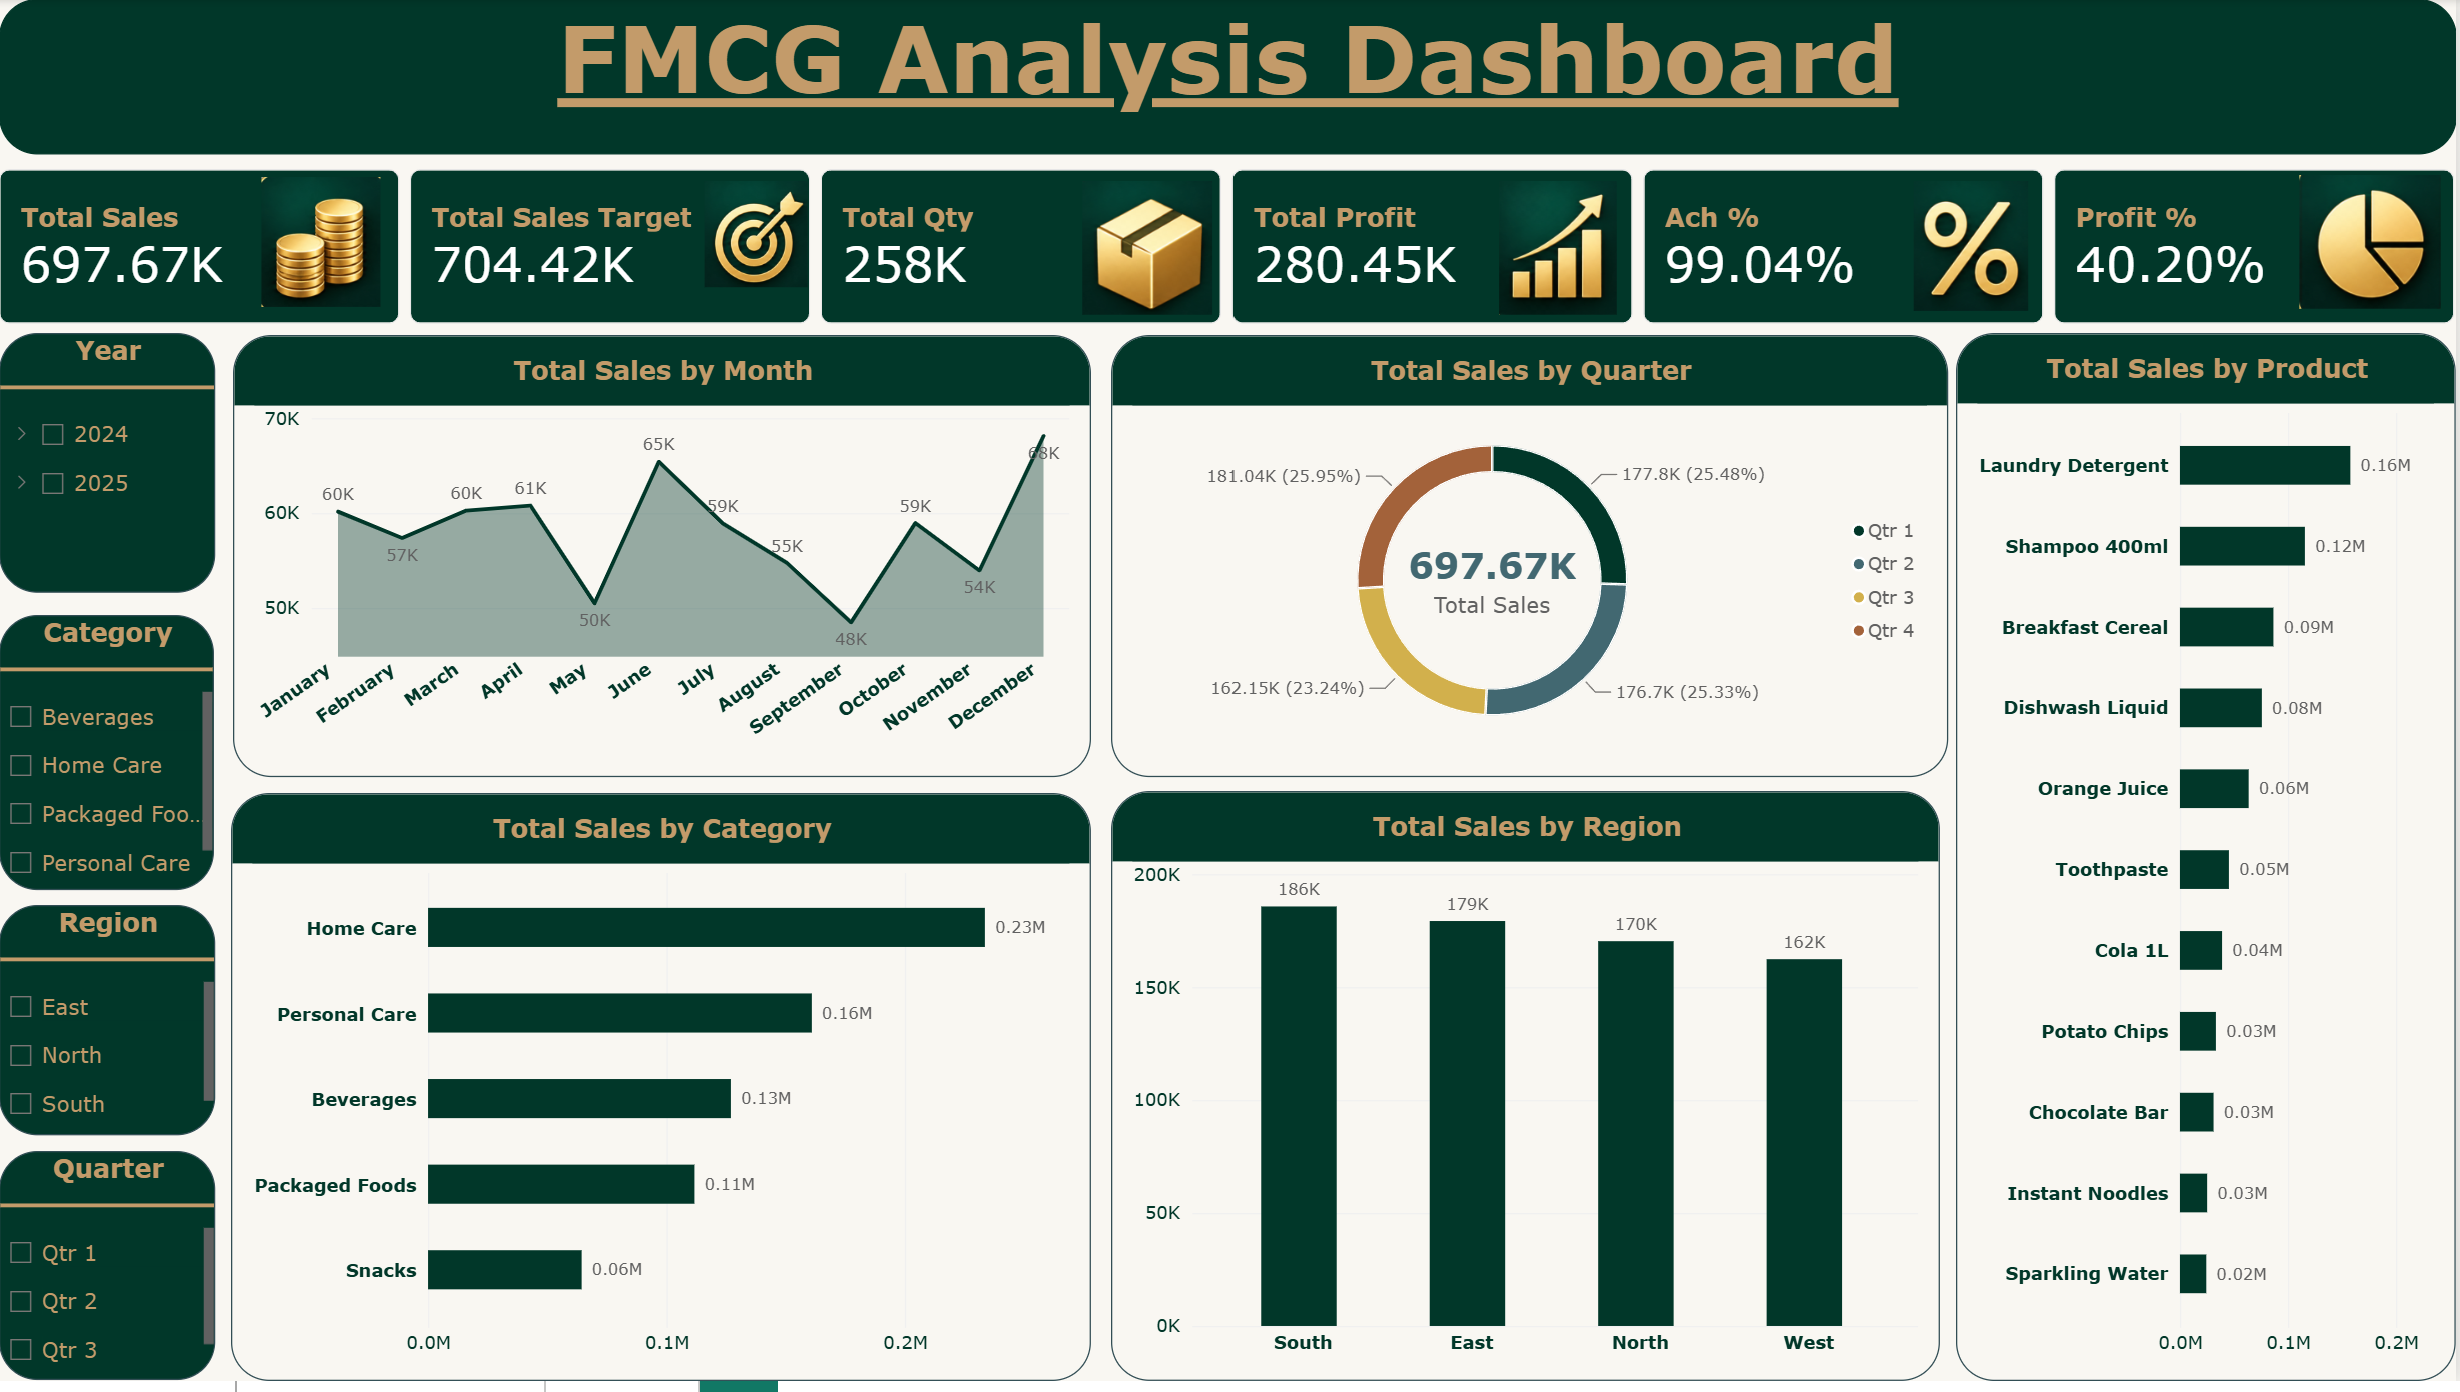 FMCG Analysis Dashboard
Total Sales
697.67K
Total Sales Target
704.42K
Total Qty
258K
Total Profit
280.45K
Ach %
99.04%
Profit %
40.20%
Year
2024
2025
Category
Beverages
Home Care
Packaged Foo...
Personal Care
Region
East
North
South
Quarter
Qtr 1
Qtr 2
Qtr 3
Total Sales by Month
70K
60K
50K
60K
57K
60K
61K
50K
65K
59K
55K
48K
59K
54K
68K
January
February
March
April
May
June
July
August
September
October
November
December
Total Sales by Quarter
181.04K (25.95%)
177.8K (25.48%)
162.15K (23.24%)
176.7K (25.33%)
697.67K
Total Sales
Qtr 1
Qtr 2
Qtr 3
Qtr 4
Total Sales by Category
Home Care 0.23M
Personal Care 0.16M
Beverages 0.13M
Packaged Foods 0.11M
Snacks 0.06M
0.0M 0.1M 0.2M
Total Sales by Region
200K
150K
100K
50K
0K
186K
179K
170K
162K
South East North West
Total Sales by Product
Laundry Detergent 0.16M
Shampoo 400ml 0.12M
Breakfast Cereal 0.09M
Dishwash Liquid 0.08M
Orange Juice 0.06M
Toothpaste 0.05M
Cola 1L 0.04M
Potato Chips 0.03M
Chocolate Bar 0.03M
Instant Noodles 0.03M
Sparkling Water 0.02M
0.0M 0.1M 0.2M